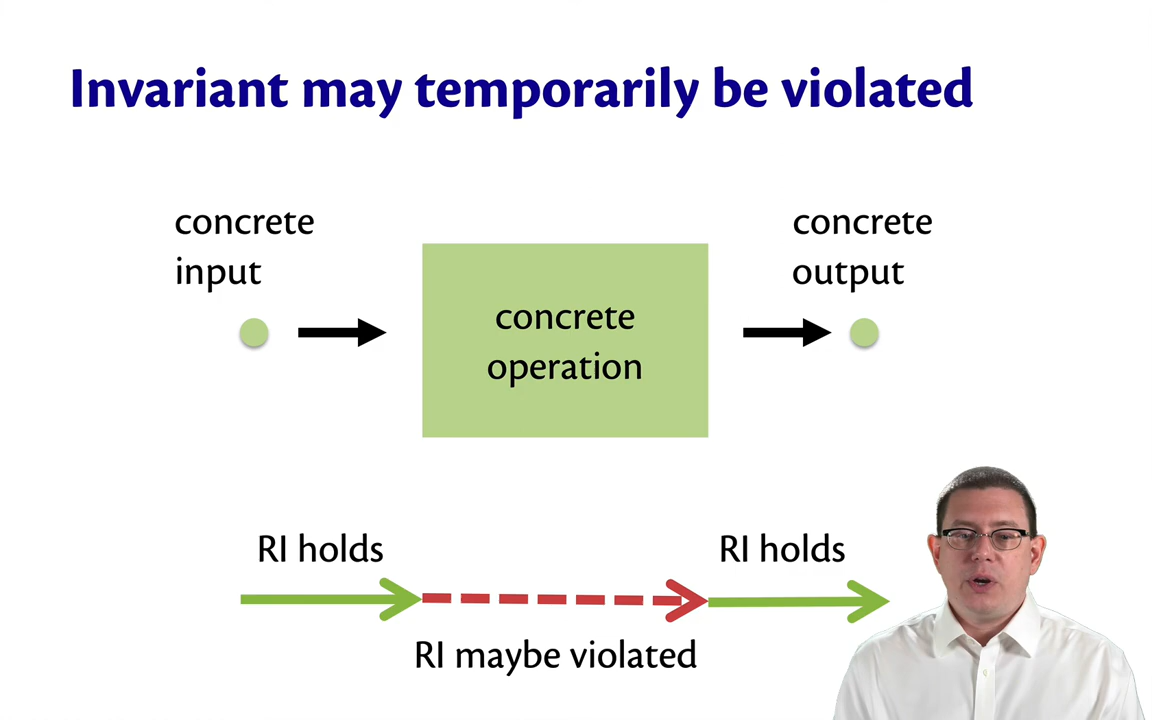 Invariant may temporarily be violated
concrete
input
concrete
operation
concrete
output
RI holds
RI maybe violated
RI holds